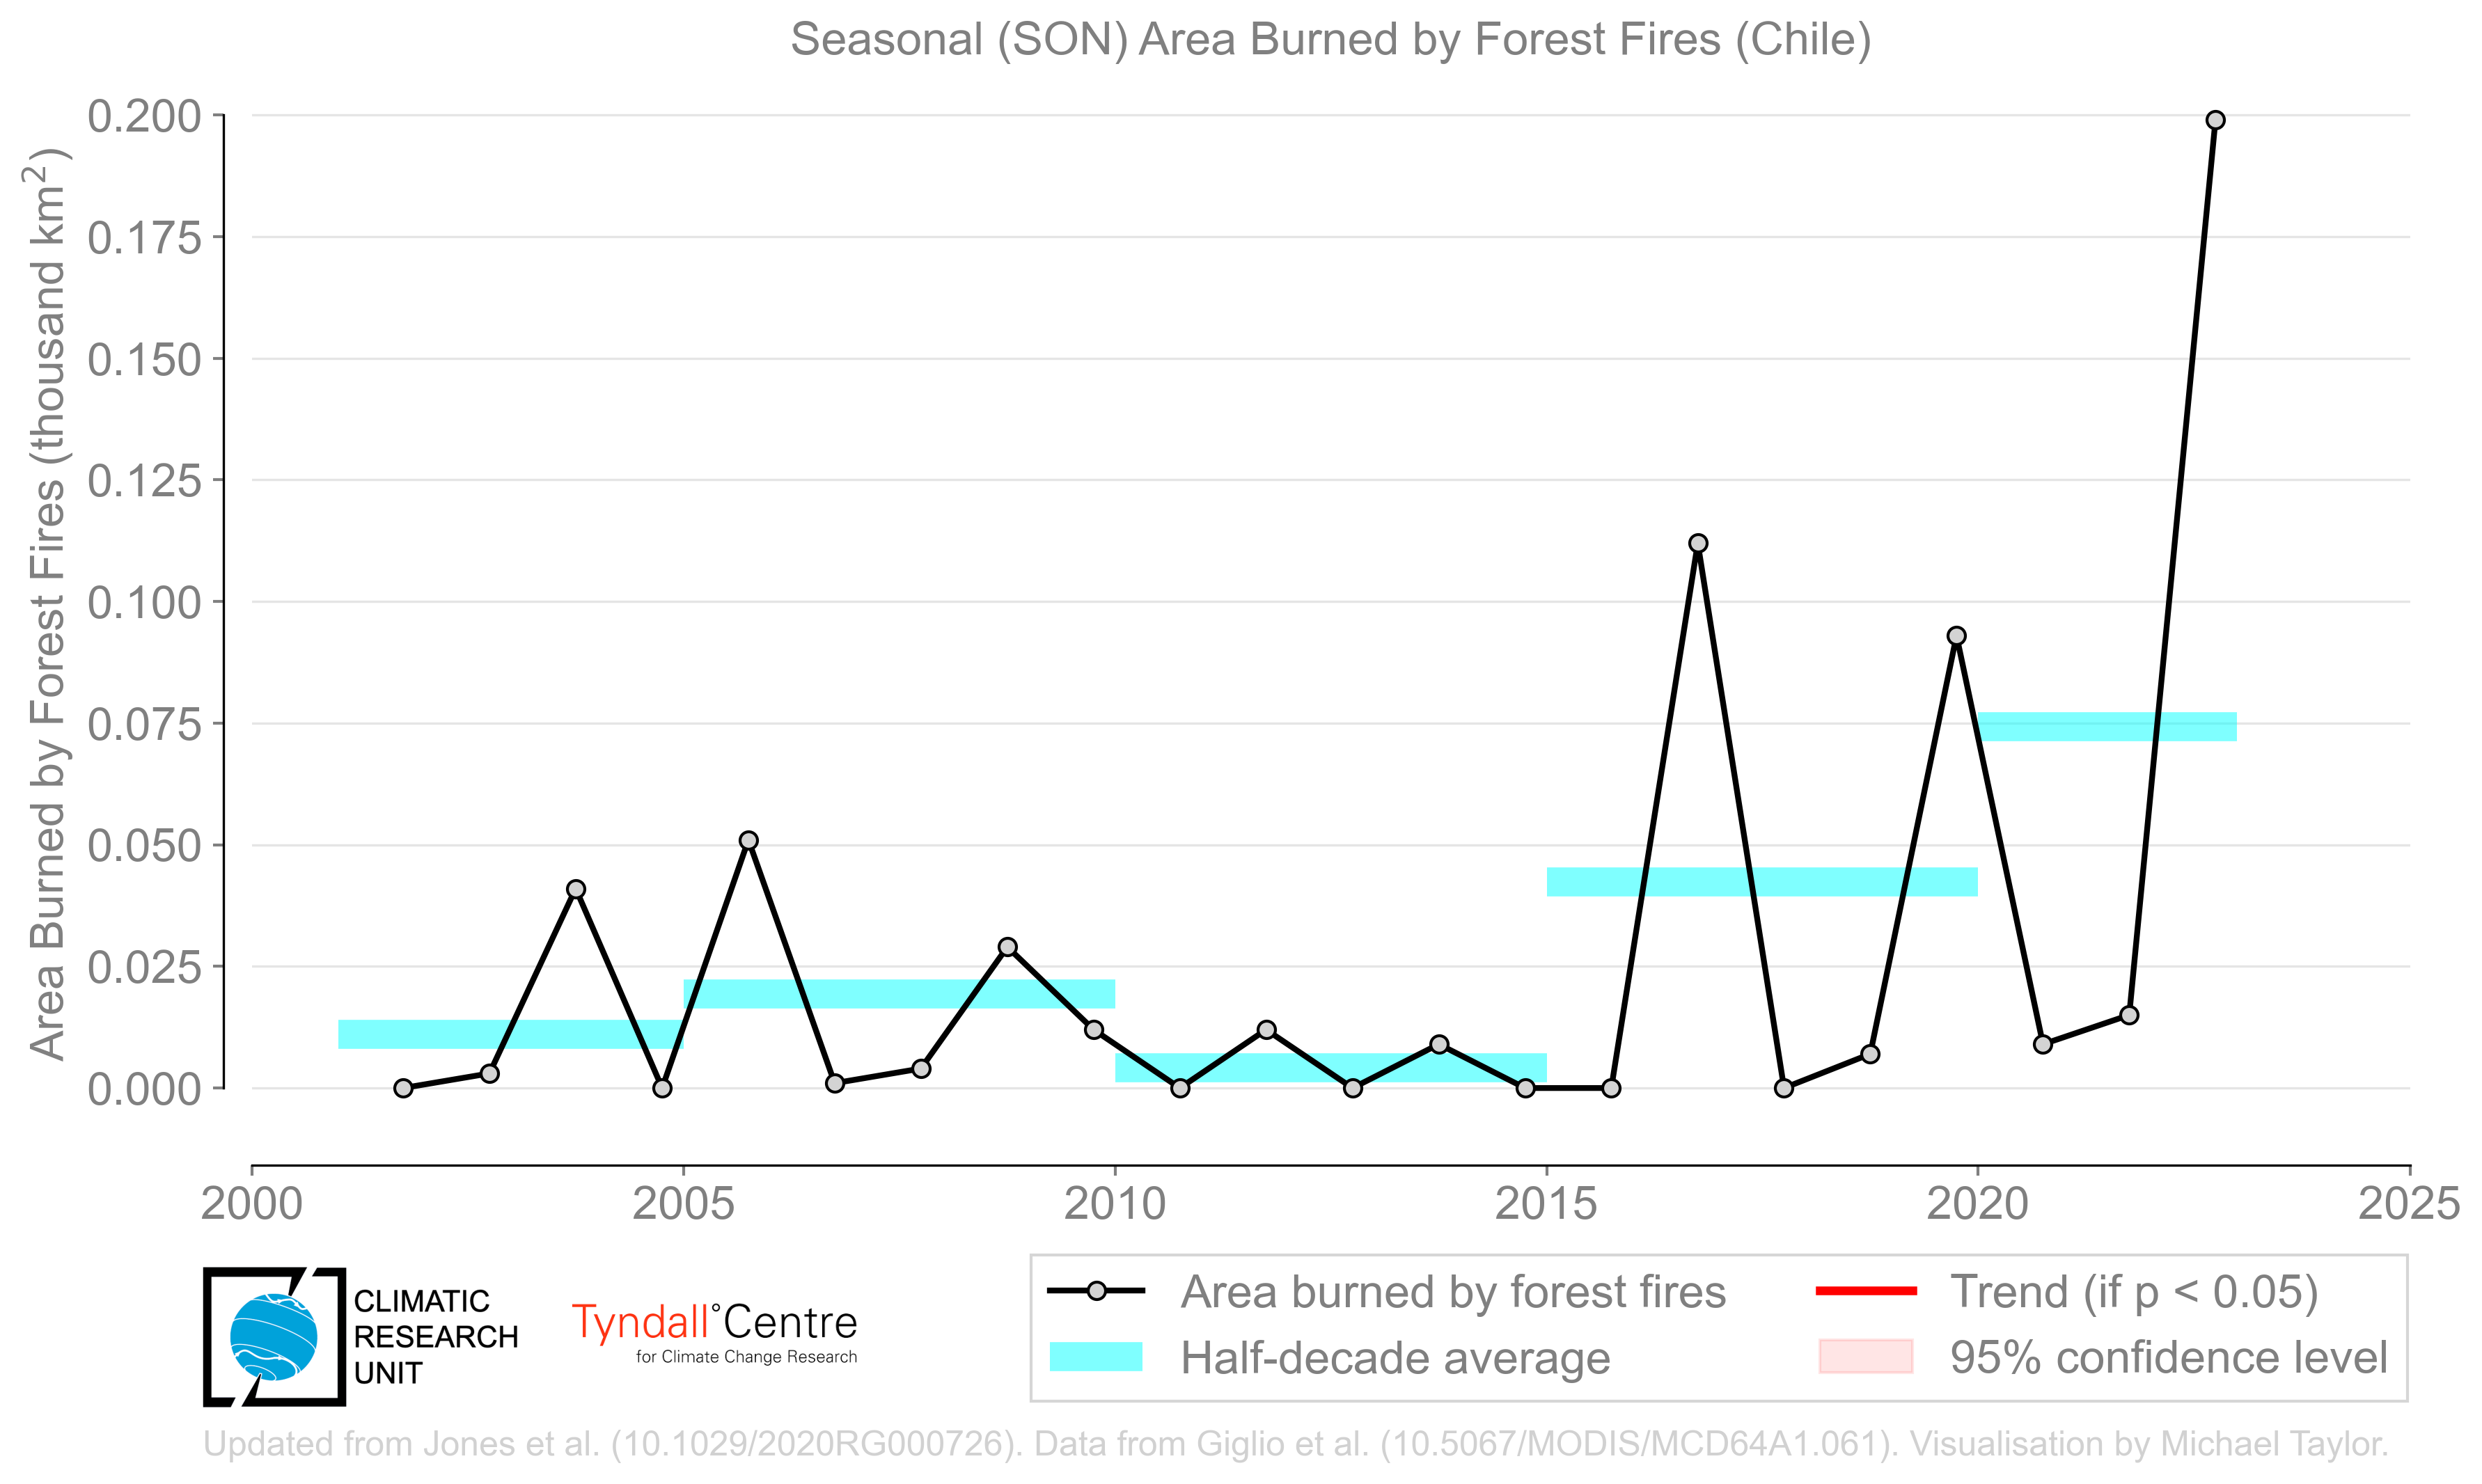 Seasonal (SON) Area Burned by Forest Fires (Chile)
Area Burned by Forest Fires (thousand km²)
0.200
0.175
0.150
0.125
0.100
0.075
0.050
0.025
0.000
2000 2005 2010 2015 2020 2025
CLIMATIC
RESEARCH
UNIT
Tyndall°Centre
for Climate Change Research
Area burned by forest fires
Half-decade average
Trend (if p < 0.05)
95% confidence level
Updated from Jones et al. (10.1029/2020RG000726). Data from Giglio et al. (10.5067/MODIS/MCD64A1.061). Visualisation by Michael Taylor.